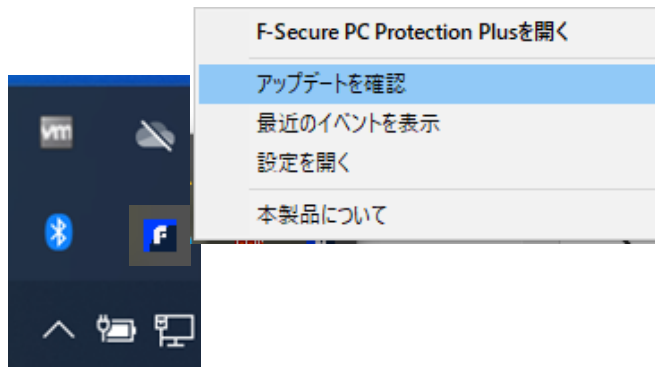 F-Secure PC Protection Plusを開く
アップデートを確認
最近のイベントを表示
設定を開く
本製品について
vm
F